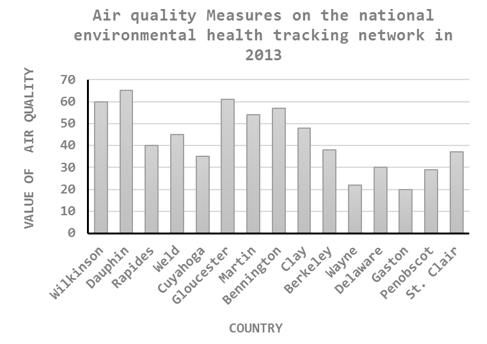 Air quality Measures on the national
environmental health tracking network in
2013
VALUE OF AIR QUALITY
70
60
50
40
30
20
10
0
Wilkinson
Dauphin
Rapides
Weld
Cuyahoga
Gloucester
Martin
Bennington
Clay
Berkeley
Wayne
Delaware
Gaston
Penobscot
St. Clair
COUNTRY